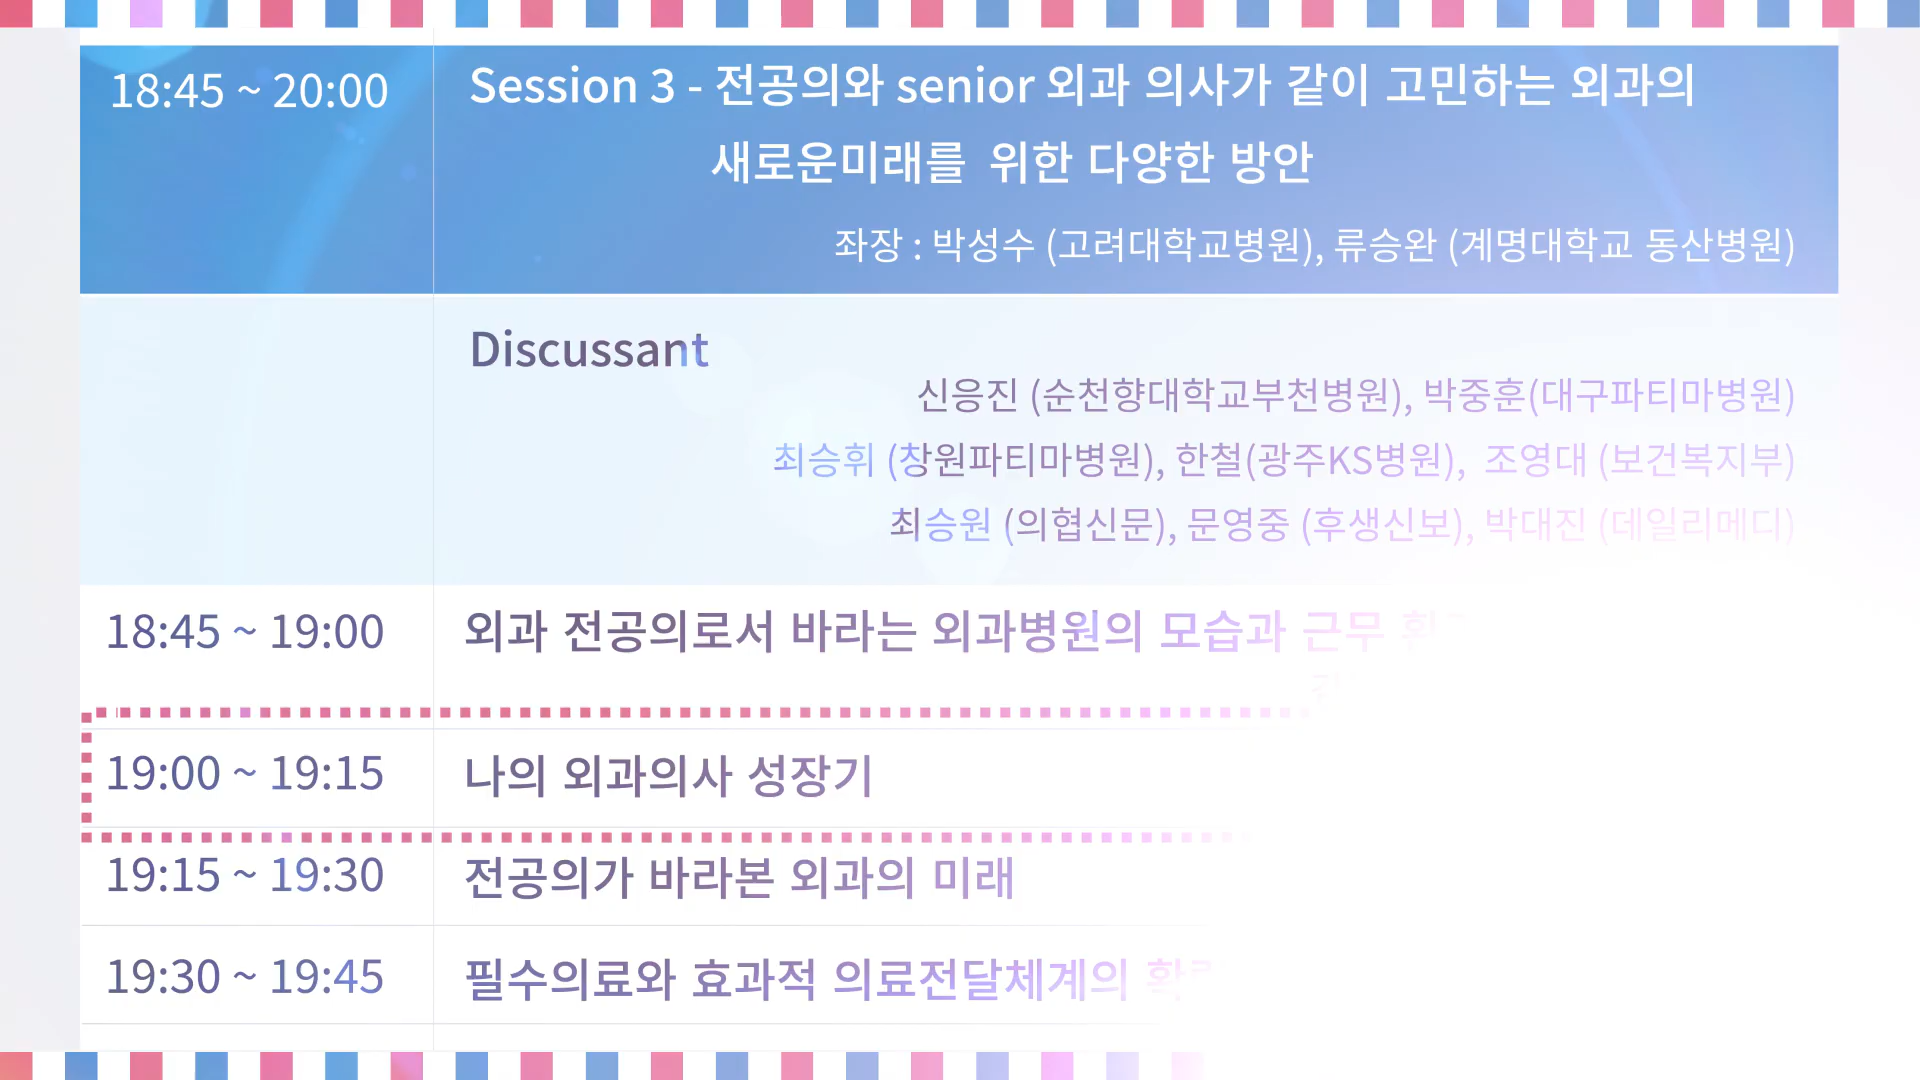 18:45 ~ 20:00
Session 3 - 전공의와 senior 외과 의사가 같이 고민하는 외과의
새로운미래를 위한 다양한 방안
좌장 : 박성수 (고려대학교병원), 류승완 (계명대학교 동산병원)
Discussant
신응진 (순천향대학교부천병원), 박중훈(대구파티마병원)
최승휘 (창원파티마병원), 한철(광주KS병원), 조영대 (보건복지부)
최승원 (의협신문), 문영중 (후생신보), 박대진 (데일리메디)
18:45 ~ 19:00
외과 전공의로서 바라는 외과병원의 모습과 근무
19:00 ~ 19:15
나의 외과의사 성장기
19:15 ~ 19:30
전공의가 바라본 외과의 미래
19:30 ~ 19:45
필수의료와 효과적 의료전달체계의